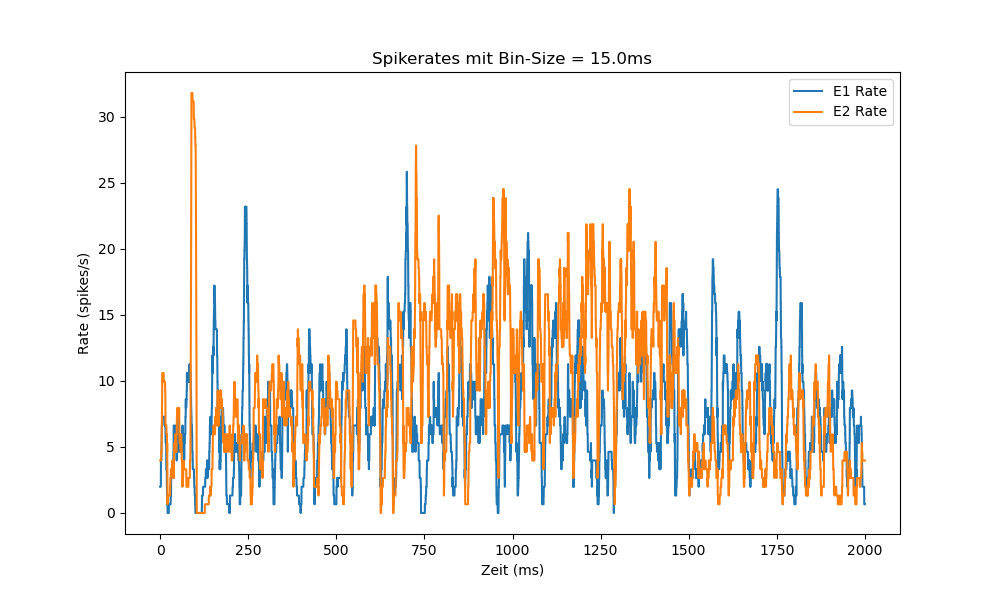 Spikerates mit Bin-Size = 15.0ms
E1 Rate
E2 Rate
30
25
20
15
10
5
0
Rate (spikes/s)
0 250 500 750 1000 1250 1500 1750 2000
Zeit (ms)